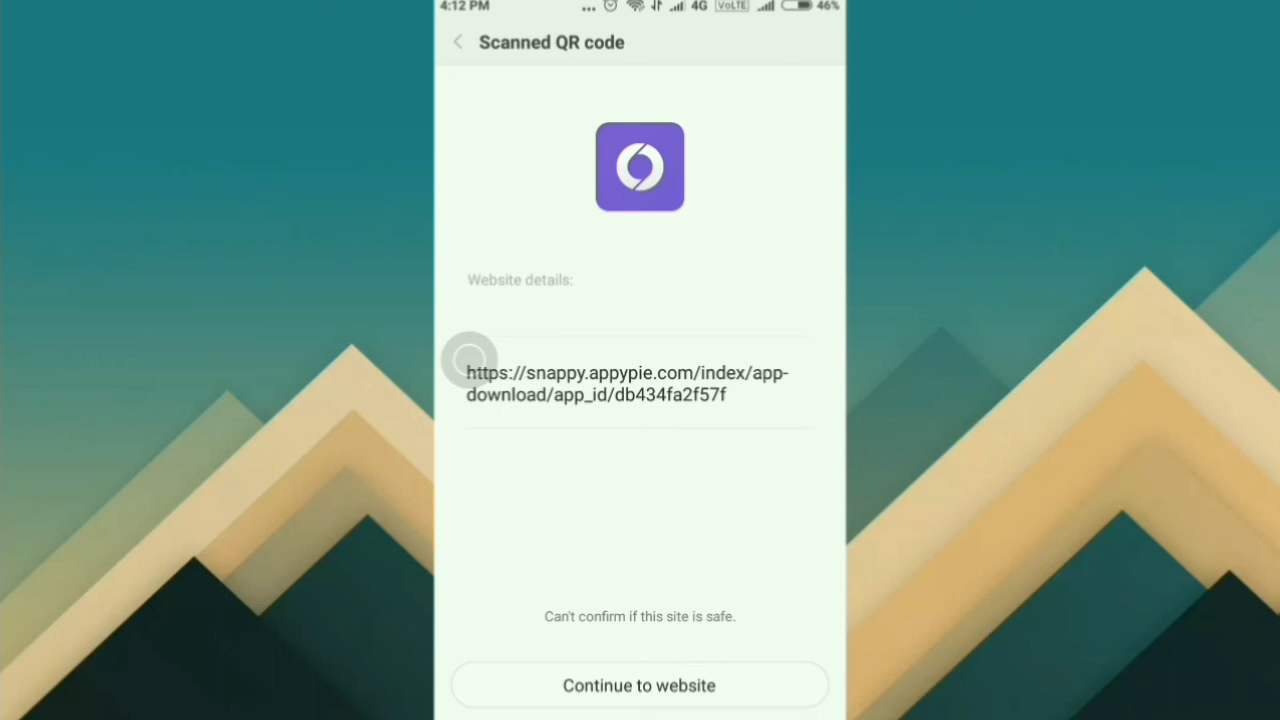 4:12 PM ... 4G VoLTE 46%
Scanned QR code
Website details:
https://snappy.appypie.com/index/app-
download/app_id/db434fa2f57f
Can't confirm if this site is safe.
Continue to website